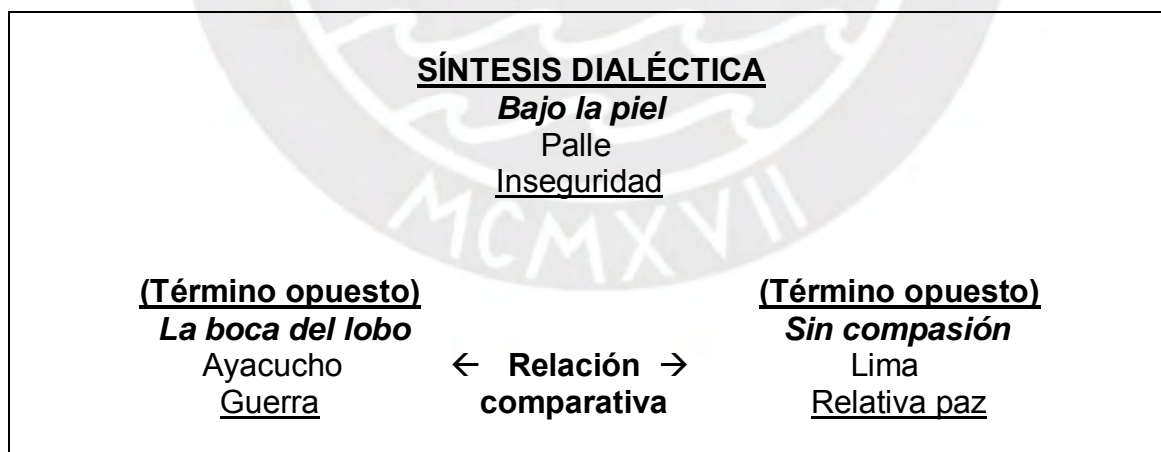 SÍNTESIS DIALÉCTICA
Bajo la piel
Palle
Inseguridad
MCMXVII
(Término opuesto) (Término opuesto)
La boca del lobo Sin compasión
Ayacucho ← Relación → Lima
Guerra comparativa Relativa paz